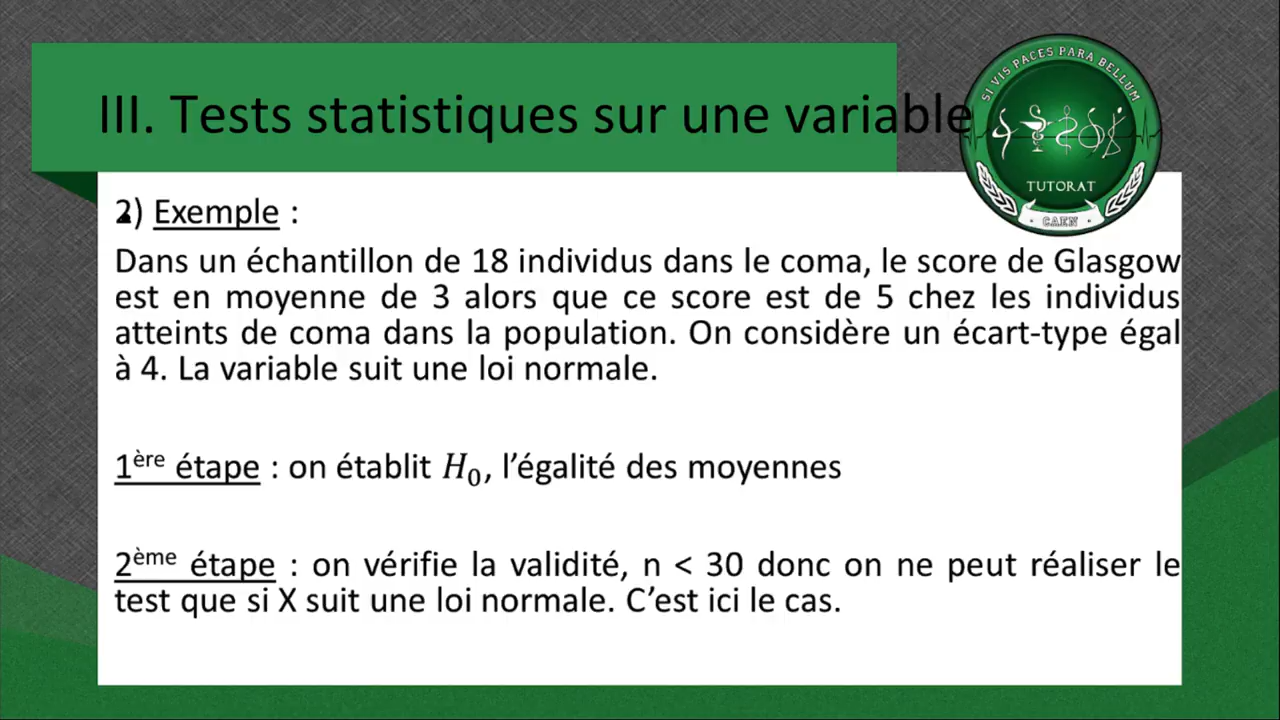 III. Tests statistiques sur une variable
SI VIS PACES PARA BELLUM
TUTORAT
CAEN
2) Exemple :
Dans un échantillon de 18 individus dans le coma, le score de Glasgow
est en moyenne de 3 alors que ce score est de 5 chez les individus
atteints de coma dans la population. On considère un écart-type égal
à 4. La variable suit une loi normale.
1ère étape : on établit H₀, l’égalité des moyennes
2ème étape : on vérifie la validité, n < 30 donc on ne peut réaliser le
test que si X suit une loi normale. C’est ici le cas.